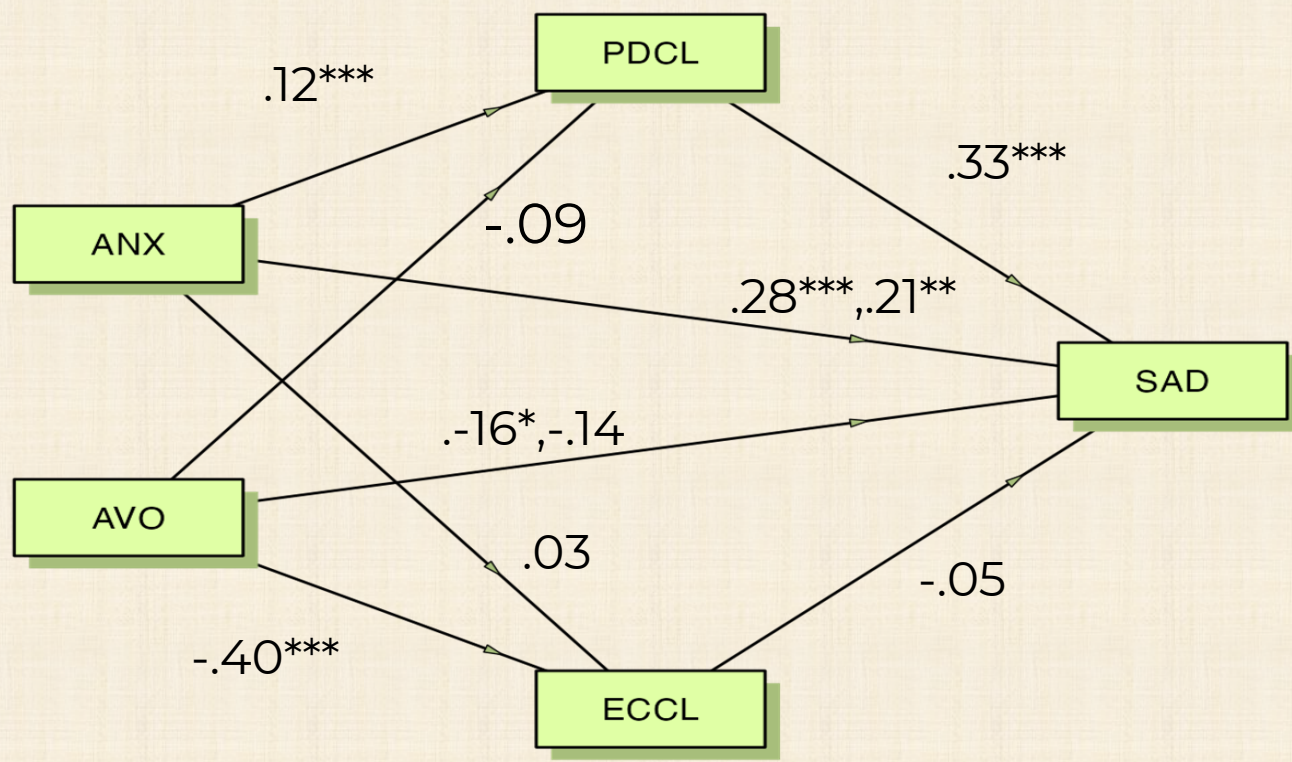 PDCL
.12***
.33***
-.09
ANX
.28***,.21**
SAD
.-16*,-.14
AVO
.03
-.05
-.40***
ECCL